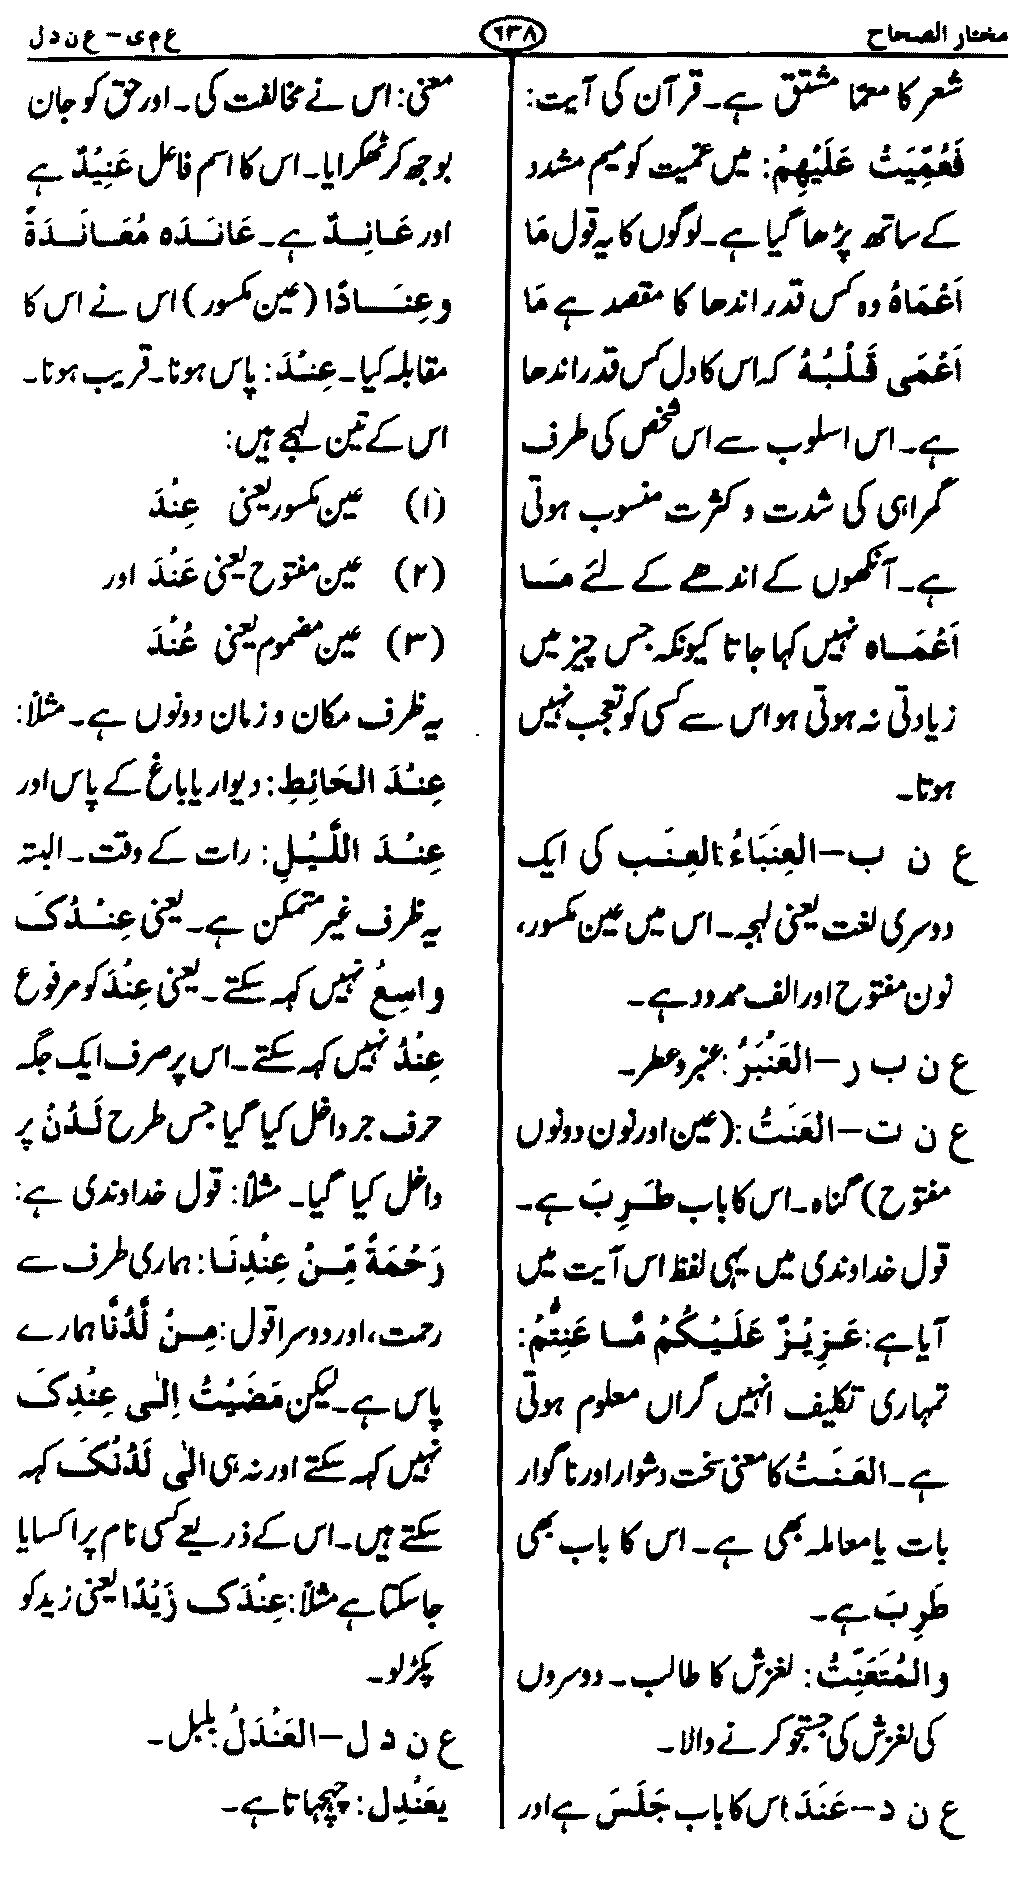 مختار الصحاح
٦٣٨
ع م ی – ع ن د ل
شعر کا معمّا مشتق ہے۔ قرآن کی آیت:
فَعُمِّيَتُ عَلَيْهِمُ: میں عمیت کو میم مشدد
کے ساتھ پڑھا گیا ہے۔ لوگوں کا یہ قول مَا
اَعْمَاهُ وہ کس قدر اندھا کا مقصد ہے مَا
اَعْمَى قَلْبُهُ کہ اس کا دل کس قدر اندھا
ہے۔ اس اسلوب سے اس شخص کی طرف
گمراہی کی شدت و کثرت منسوب ہوتی
ہے۔ آنکھوں کے اندھے کے لئے مَا
اَعْمَاہ نہیں کہا جاتا کیونکہ جس چیز میں
زیادتی نہ ہوتی ہو اس سے کسی کو تعجب نہیں
ہوتا۔
ع ن ب – العِنَبَاءُ: العِنَب کی ایک
دوسری لغت یعنی لہجہ۔ اس میں عین مکسور،
نون مفتوح اور الف ممدود ہے۔
ع ن ب ر – العَنْبَرُ: عنبر و عطر۔
ع ن ت – العَنَتُ: (عین اور نون دونوں
مفتوح) گناہ۔ اس کا باب طَرِبَ ہے۔
قول خداوندی میں یہی لفظ اس آیت میں
آیا ہے: عَزِيْزٌ عَلَيْكُمُ مَّا عَنِتُّمْ:
تمہاری تکلیف انہیں گراں معلوم ہوتی
ہے۔ العَنَتُ کا معنی سخت دشوار اور ناگوار
بات یا معاملہ بھی ہے۔ اس کا باب بھی
طَرِبَ ہے۔
والمُتَعَنِّتُ: لغزش کا طالب۔ دوسروں
کی لغزش کی جستجو کرنے والا۔
ع ن د – عَنَدَ: اس کا باب جَلَسَ ہے اور
معنی: اس نے مخالفت کی۔ اور حق کو جان
بوجھ کر ٹھکرایا۔ اس کا اسم فاعل عَنِيْدٌ ہے
اور عَانِدٌ ہے۔ عَانَدَہ مُعَانَدَةً
وعِنَادًا (عین مکسور) اس نے اس کا
مقابلہ کیا۔ عِنْدَ: پاس ہونا۔ قریب ہونا۔
اس کے تین لہجے ہیں:
(۱) عین مکسور یعنی عِنْدَ
(۲) عین مفتوح یعنی عَنْدَ اور
(۳) عین مضموم یعنی عُنْدَ
یہ ظرف مکان و زمان دونوں ہے۔ مثلاً:
عِنْدَ الحَائِطِ: دیوار یا باغ کے پاس اور
عِنْدَ اللَّيْلِ: رات کے وقت۔ البتہ
یہ ظرف غیر متمکن ہے۔ یعنی عِنْدُکَ
واسِعُ نہیں کہہ سکتے۔ یعنی عِنْدَ کو مرفوع
عِنْدُ نہیں کہہ سکتے۔ اس پر صرف ایک جگہ
حرف جر داخل کیا گیا جس طرح لَدُنْ پر
داخل کیا گیا۔ مثلاً: قول خداوندی ہے:
رَحْمَةً مِّنْ عِنْدِنَا: ہماری طرف سے
رحمت، اور دوسرا قول: مِنْ لَّدُنَّا ہمارے
پاس ہے۔ لیکن مَضَيْتُ اِلٰى عِنْدِکَ
نہیں کہہ سکتے اور نہ ہی الٰى لَدُنْکَ کہہ
سکتے ہیں۔ اس کے ذریعے کسی نام پر اکسایا
جا سکتا ہے مثلاً: عِنْدَکَ زَيْدًا یعنی زید کو
پکڑ لو۔
ع ن د ل – العَنْدَلُ: بلبل۔
يعَنْدِل: چہچہاتا ہے۔